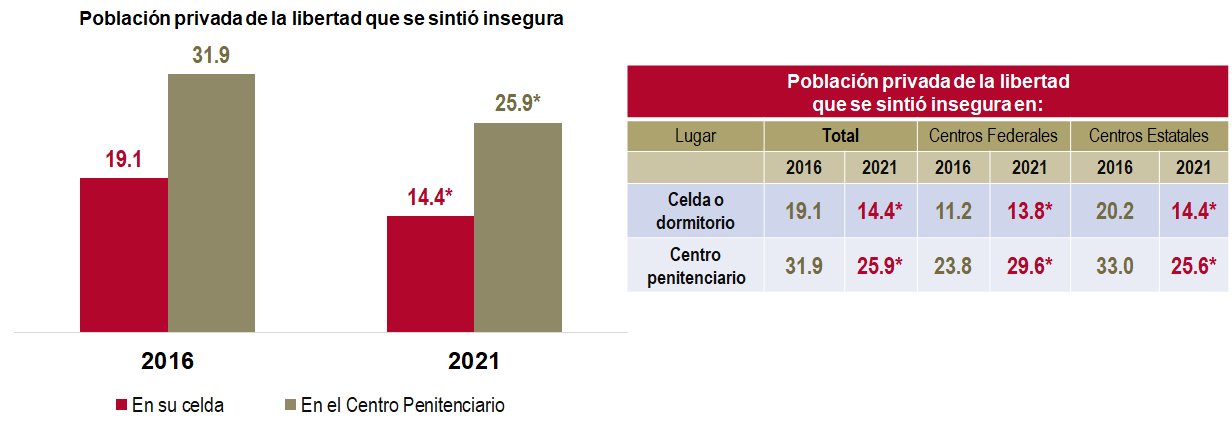 Población privada de la libertad que se sintió insegura
31.9
25.9*
19.1
14.4*
2016
2021
En su celda
En el Centro Penitenciario
Población privada de la libertad
que se sintió insegura en:
Lugar Total Centros Federales Centros Estatales
2016 2021 2016 2021 2016 2021
Celda o
dormitorio
19.1 14.4* 11.2 13.8* 20.2 14.4*
Centro
penitenciario
31.9 25.9* 23.8 29.6* 33.0 25.6*